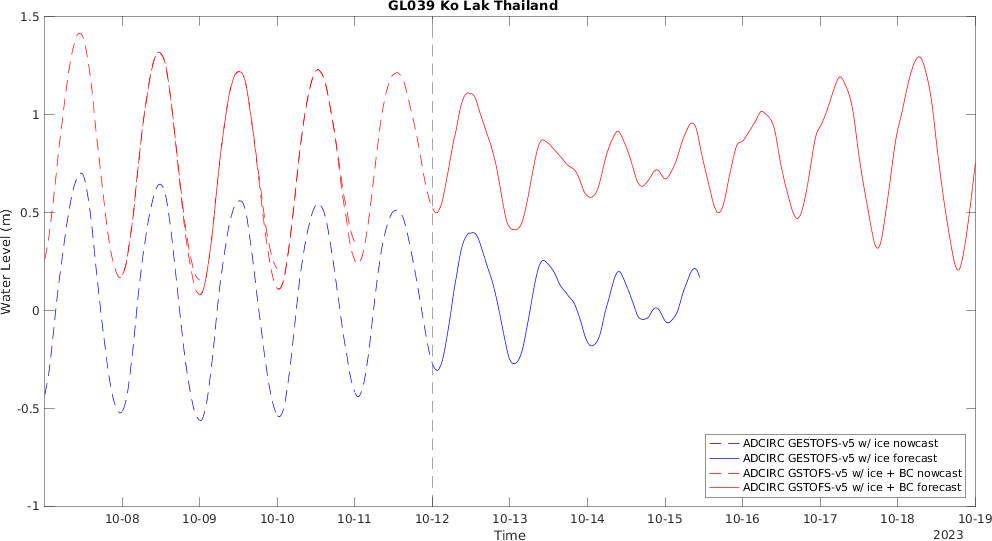 GL039 Ko Lak Thailand
1.5
1
0.5
0
-0.5
-1
Water Level (m)
10-08 10-09 10-10 10-11 10-12 10-13 10-14 10-15 10-16 10-17 10-18 10-19
Time
2023
ADCIRC GESTOFS-v5 w/ ice nowcast
ADCIRC GESTOFS-v5 w/ ice forecast
ADCIRC GSTOFS-v5 w/ ice + BC nowcast
ADCIRC GSTOFS-v5 w/ ice + BC forecast